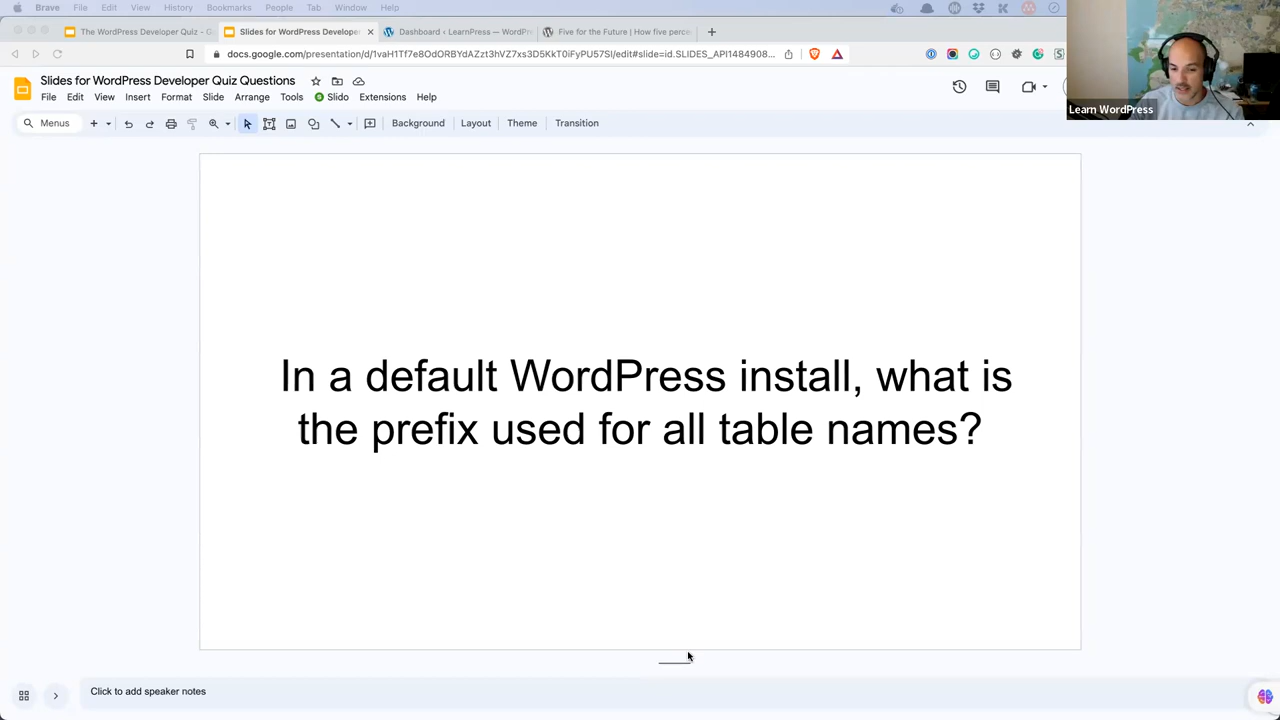 Brave File Edit View History Bookmarks People Tab Window Help
The WordPress Developer Quiz - G
Slides for WordPress Developer
Dashboard ‹ LearnPress — WordPr
Five for the Future | How five perce
docs.google.com/presentation/d/1vaH1Tf7e8OdORBYdAZzt3hVZ7xs3D5KkT0iFyPU57SI/edit#slide=id.SLIDES_API1484908...
Slides for WordPress Developer Quiz Questions
File Edit View Insert Format Slide Arrange Tools Slido Extensions Help
Learn WordPress
Menus
Background Layout Theme Transition
In a default WordPress install, what is
the prefix used for all table names?
Click to add speaker notes